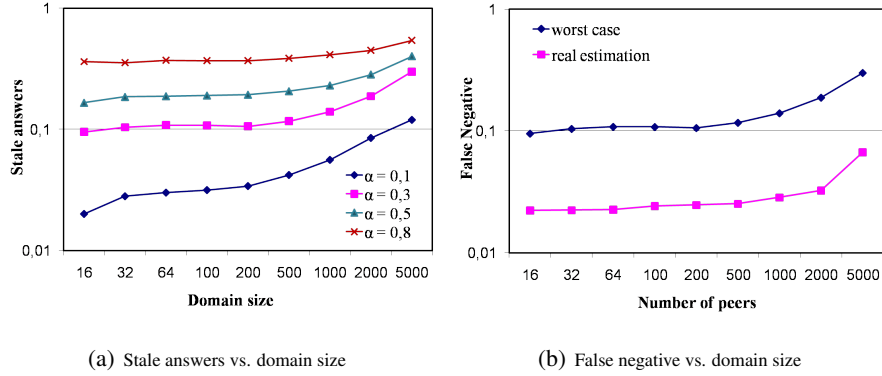 1
0,1
0,01
Stale answers
α = 0,1
α = 0,3
α = 0,5
α = 0,8
16 32 64 100 200 500 1000 2000 5000
Domain size
(a) Stale answers vs. domain size
1
0,1
0,01
False Negative
worst case
real estimation
16 32 64 100 200 500 1000 2000 5000
Number of peers
(b) False negative vs. domain size